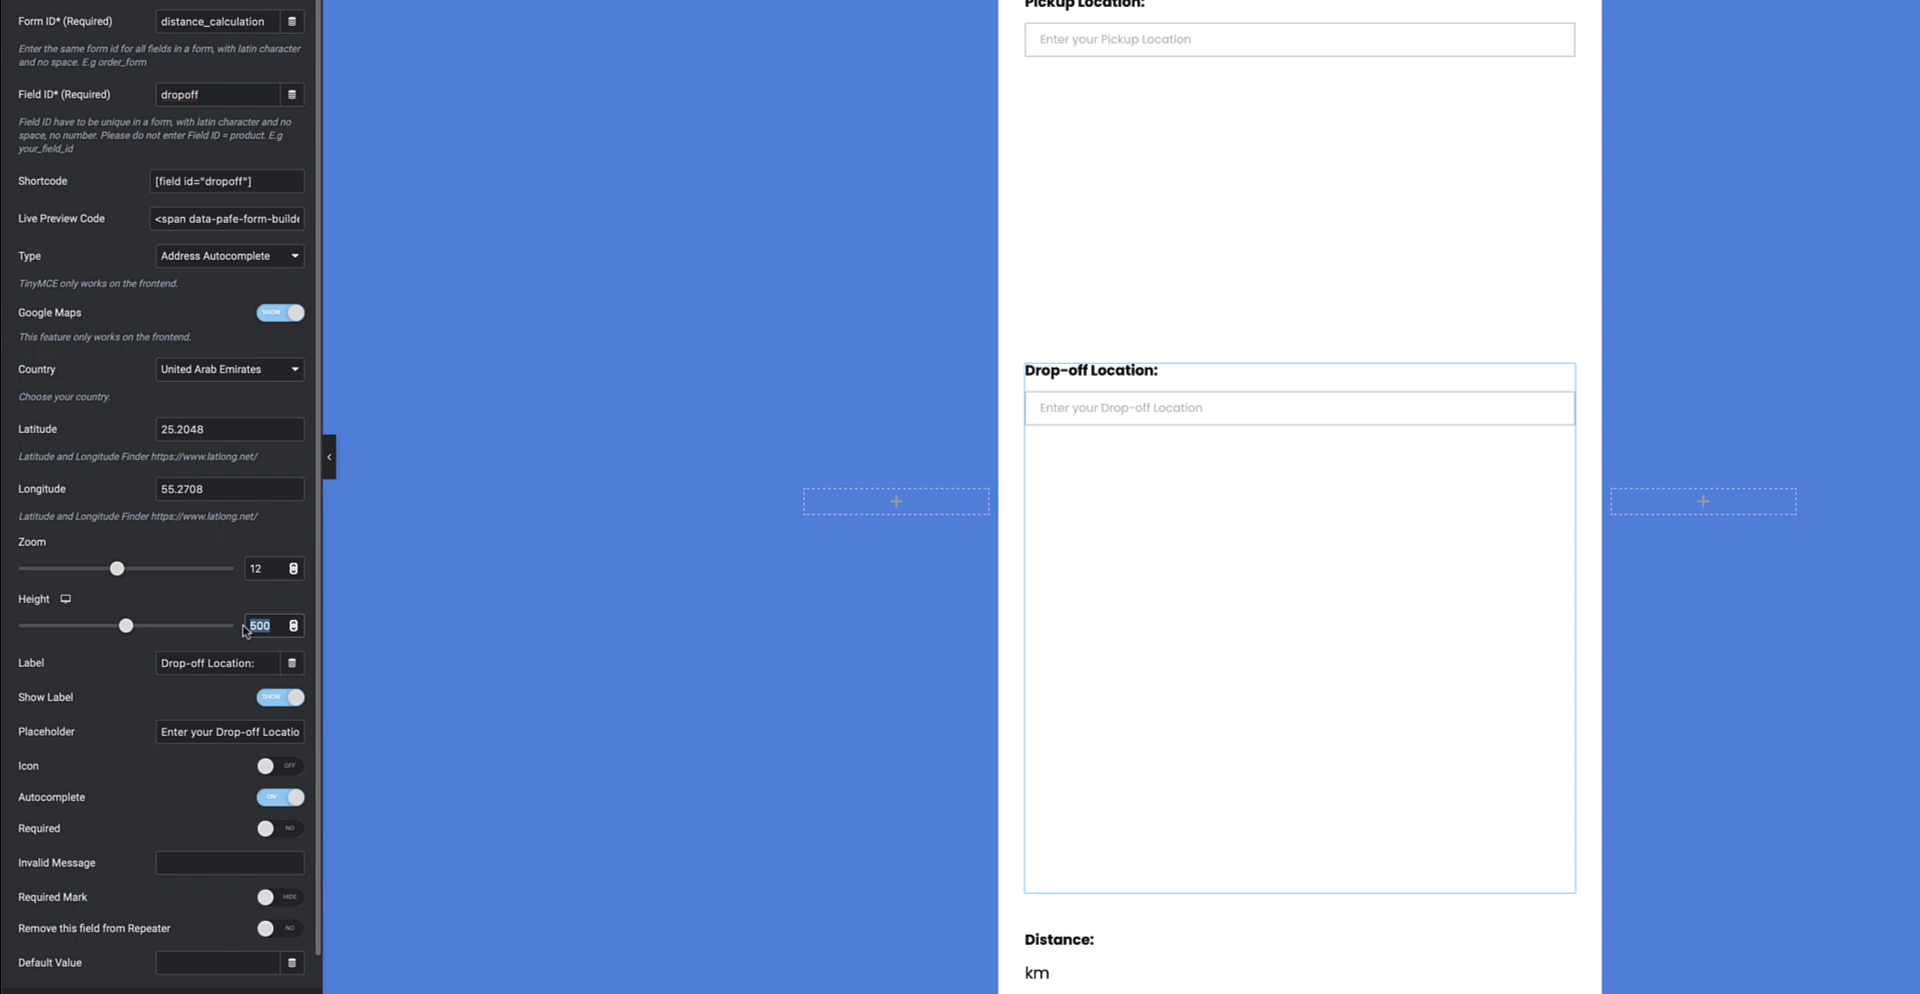 Form ID* (Required)
distance_calculation
Enter the same form id for all fields in a form, with latin character
and no space. E.g order_form
Field ID* (Required)
dropoff
Field ID have to be unique in a form, with latin character and no
space, no number. Please do not enter Field ID = product. E.g
your_field_id
Shortcode
[field id="dropoff"]
Live Preview Code
<span data-pafe-form-builde
Type
Address Autocomplete
TinyMCE only works on the frontend.
Google Maps
SHOW
This feature only works on the frontend.
Country
United Arab Emirates
Choose your country.
Latitude
25.2048
Latitude and Longitude Finder https://www.latlong.net/
Longitude
55.2708
Latitude and Longitude Finder https://www.latlong.net/
Zoom
12
Height
500
Label
Drop-off Location:
Show Label
SHOW
Placeholder
Enter your Drop-off Locatio
Icon
OFF
Autocomplete
ON
Required
NO
Invalid Message
Required Mark
HIDE
Remove this field from Repeater
NO
Default Value
Pickup Location:
Enter your Pickup Location
Drop-off Location:
Enter your Drop-off Location
Distance:
km